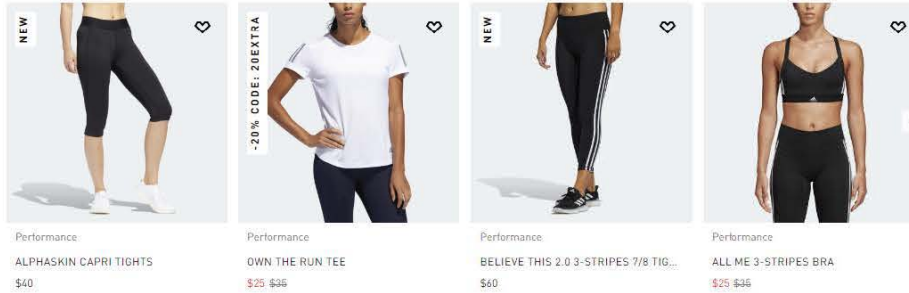 NEW
-20% CODE: 20EXTRA
NEW
Performance
ALPHASKIN CAPRI TIGHTS
$40
Performance
OWN THE RUN TEE
$25 $35
Performance
BELIEVE THIS 2.0 3-STRIPES 7/8 TIG...
$60
Performance
ALL ME 3-STRIPES BRA
$25 $35